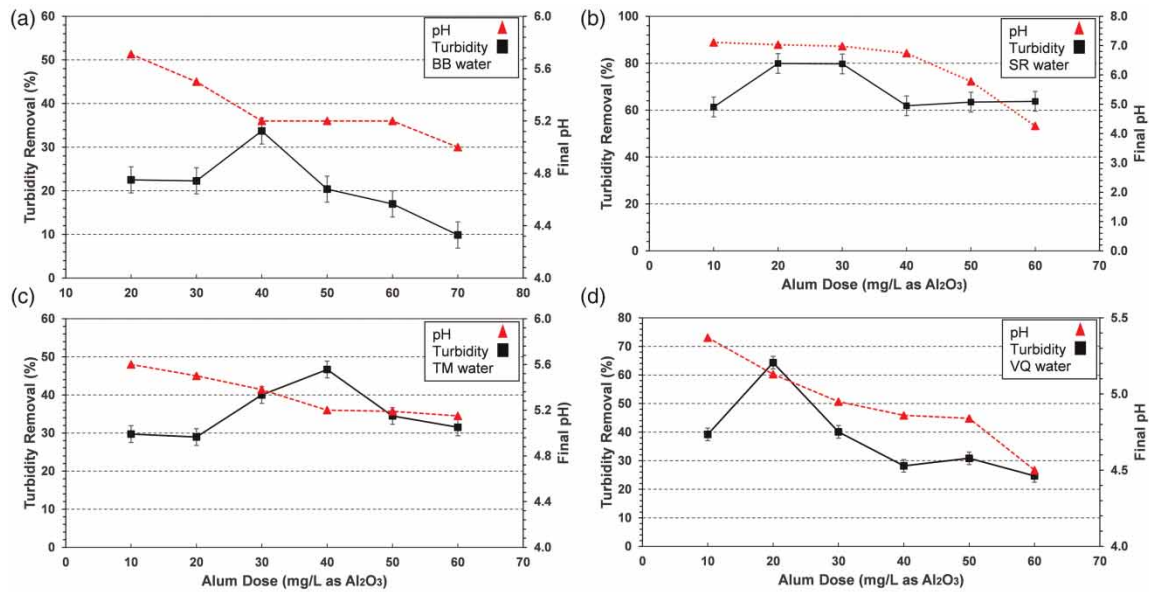 (a)
60
50
40
30
20
10
0
Turbidity Removal (%)
10 20 30 40 50 60 70 80
6.0
5.6
5.2
4.8
4.4
4.0
Final pH
pH
Turbidity
BB water
(b)
100
80
60
40
20
0
Turbidity Removal (%)
0 10 20 30 40 50 60 70
Alum Dose (mg/L as Al₂O₃)
8.0
7.0
6.0
5.0
4.0
3.0
2.0
1.0
0.0
Final pH
pH
Turbidity
SR water
(c)
60
50
40
30
20
10
0
Turbidity Removal (%)
0 10 20 30 40 50 60 70
Alum Dose (mg/L as Al₂O₃)
6.0
5.6
5.2
4.8
4.4
4.0
Final pH)
pH
Turbidity
TM water
(d)
80
70
60
50
40
30
20
10
0
Turbidity Removal (%)
0 10 20 30 40 50 60 70
Alum Dose (mg/L as Al₂O₃)
5.5
5.0
4.5
4.0
Final pH
pH
Turbidity
VQ water